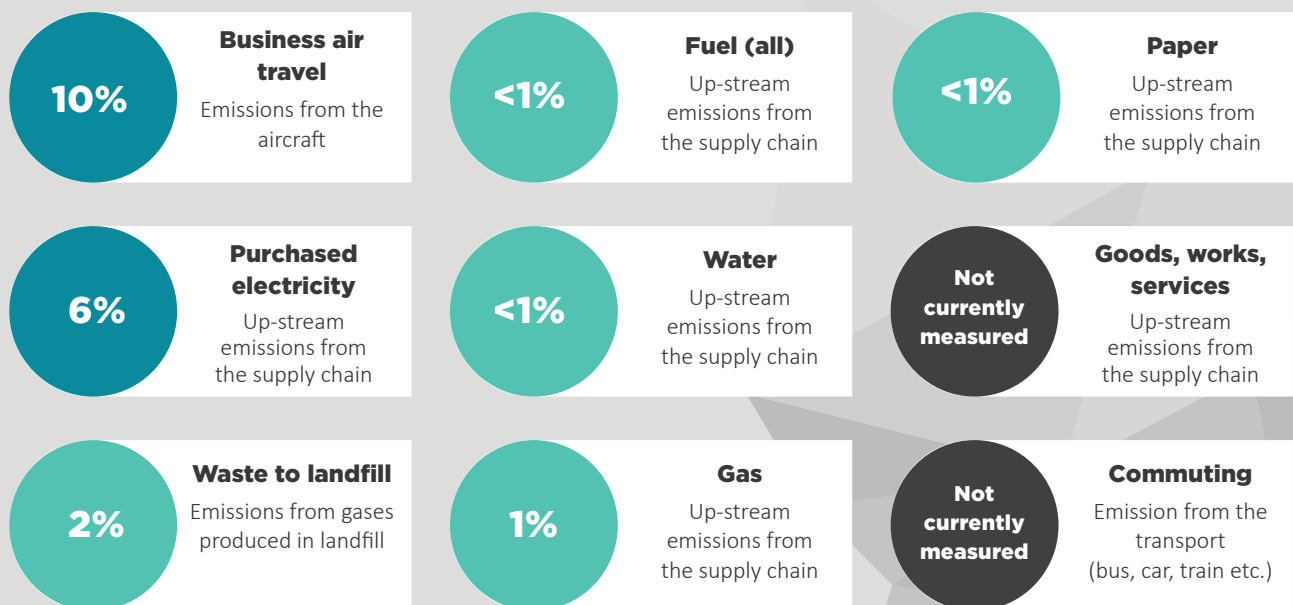 10%
Business air
travel
Emissions from the
aircraft
<1%
Fuel (all)
Up-stream
emissions from
the supply chain
<1%
Paper
Up-stream
emissions from
the supply chain
6%
Purchased
electricity
Up-stream
emissions from
the supply chain
<1%
Water
Up-stream
emissions from
the supply chain
Not
currently
measured
Goods, works,
services
Up-stream
emissions from
the supply chain
2%
Waste to landfill
Emissions from gases
produced in landfill
1%
Gas
Up-stream
emissions from
the supply chain
Not
currently
measured
Commuting
Emission from the
transport
(bus, car, train etc.)